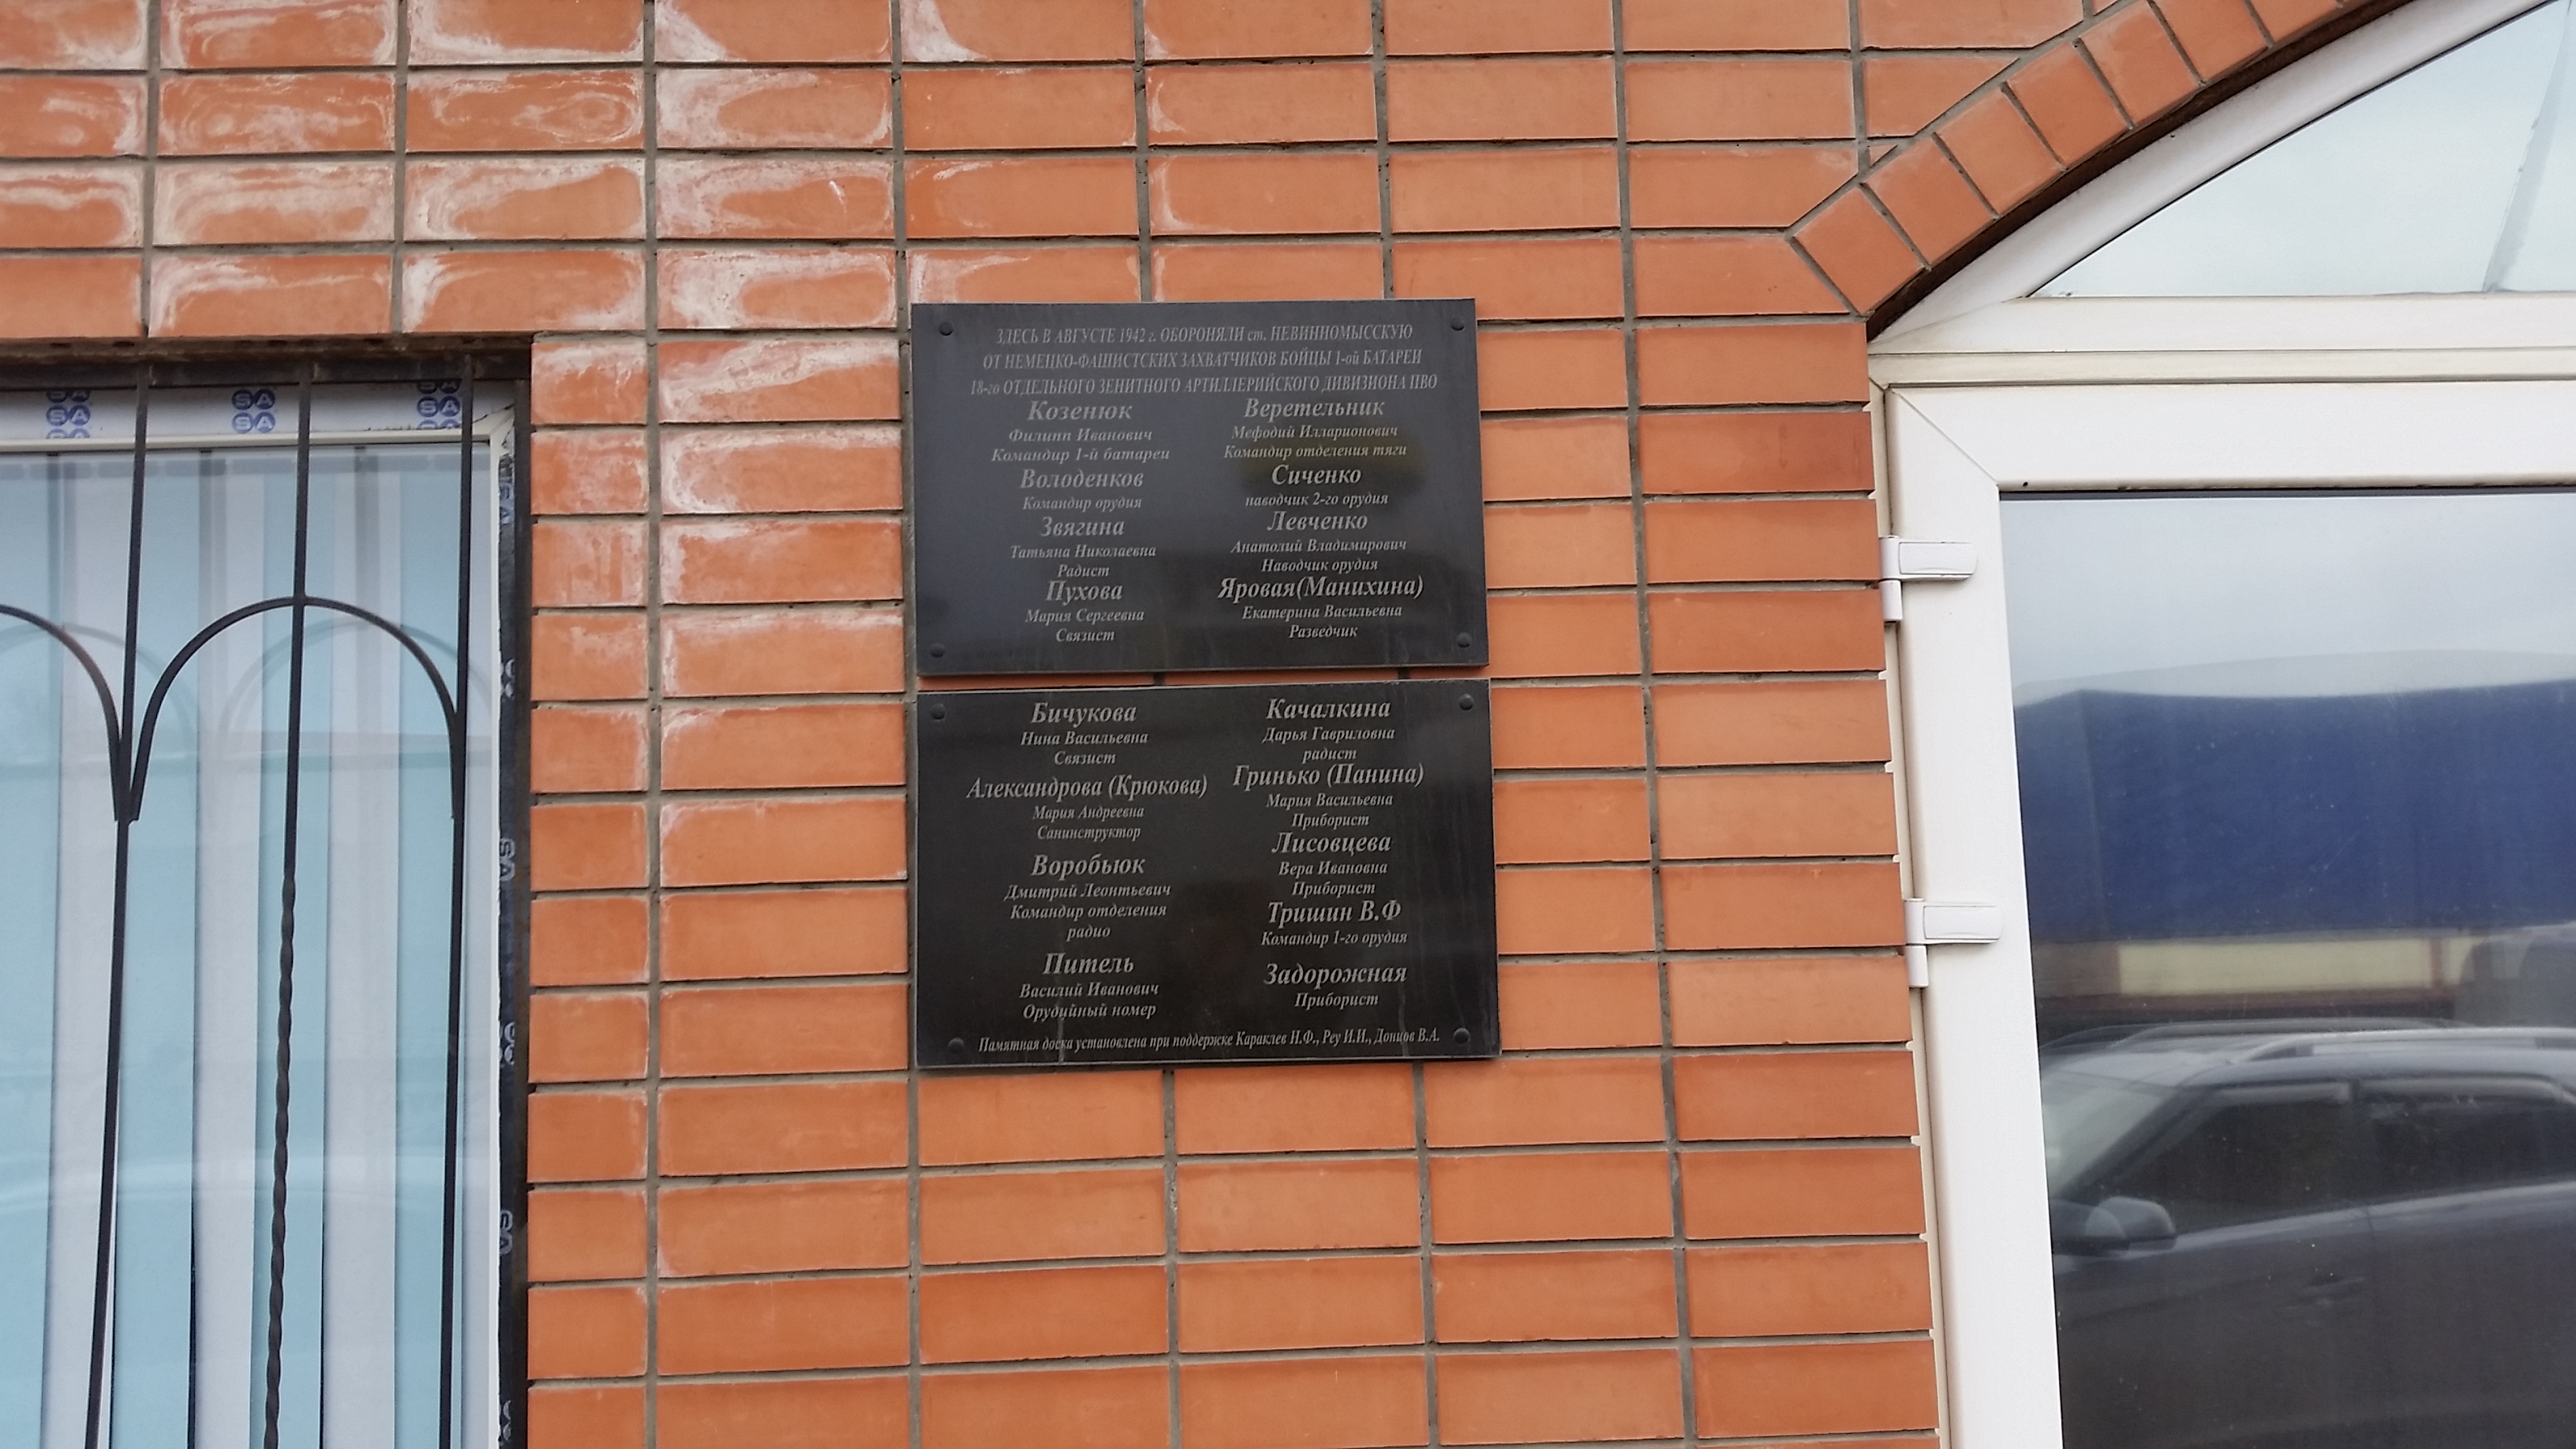 ЗДЕСЬ В АВГУСТЕ 1942 г. ОБОРОНЯЛИ ст. НЕВИННОМЫССКУЮ
ОТ НЕМЕЦКО-ФАШИСТСКИХ ЗАХВАТЧИКОВ БОЙЦЫ 1-ой БАТАРЕИ
18-го ОТДЕЛЬНОГО ЗЕНИТНОГО АРТИЛЛЕРИЙСКОГО ДИВИЗИОНА ПВО
Козенюк
Филипп Иванович
Командир 1-й батареи
Володенков
Командир орудия
Звягина
Татьяна Николаевна
Радист
Пухова
Мария Сергеевна
Связист
Веретельник
Мефодий Илларионович
Командир отделения тяги
Сиченко
наводчик 2-го орудия
Левченко
Анатолий Владимирович
Наводчик орудия
Яровая(Манихина)
Екатерина Васильевна
Разведчик
Бичукова
Нина Васильевна
Связист
Александрова (Крюкова)
Мария Андреевна
Санинструктор
Воробьюк
Дмитрий Леонтьевич
Командир отделения
радио
Питель
Василий Иванович
Орудийный номер
Качалкина
Дарья Гавриловна
радист
Гринько (Панина)
Мария Васильевна
Приборист
Лисовцева
Вера Ивановна
Приборист
Тришин В.Ф
Командир 1-го орудия
Задорожная
Приборист
Памятная доска установлена при поддержке Караклев Н.Ф., Реу И.И., Донцов В.А.